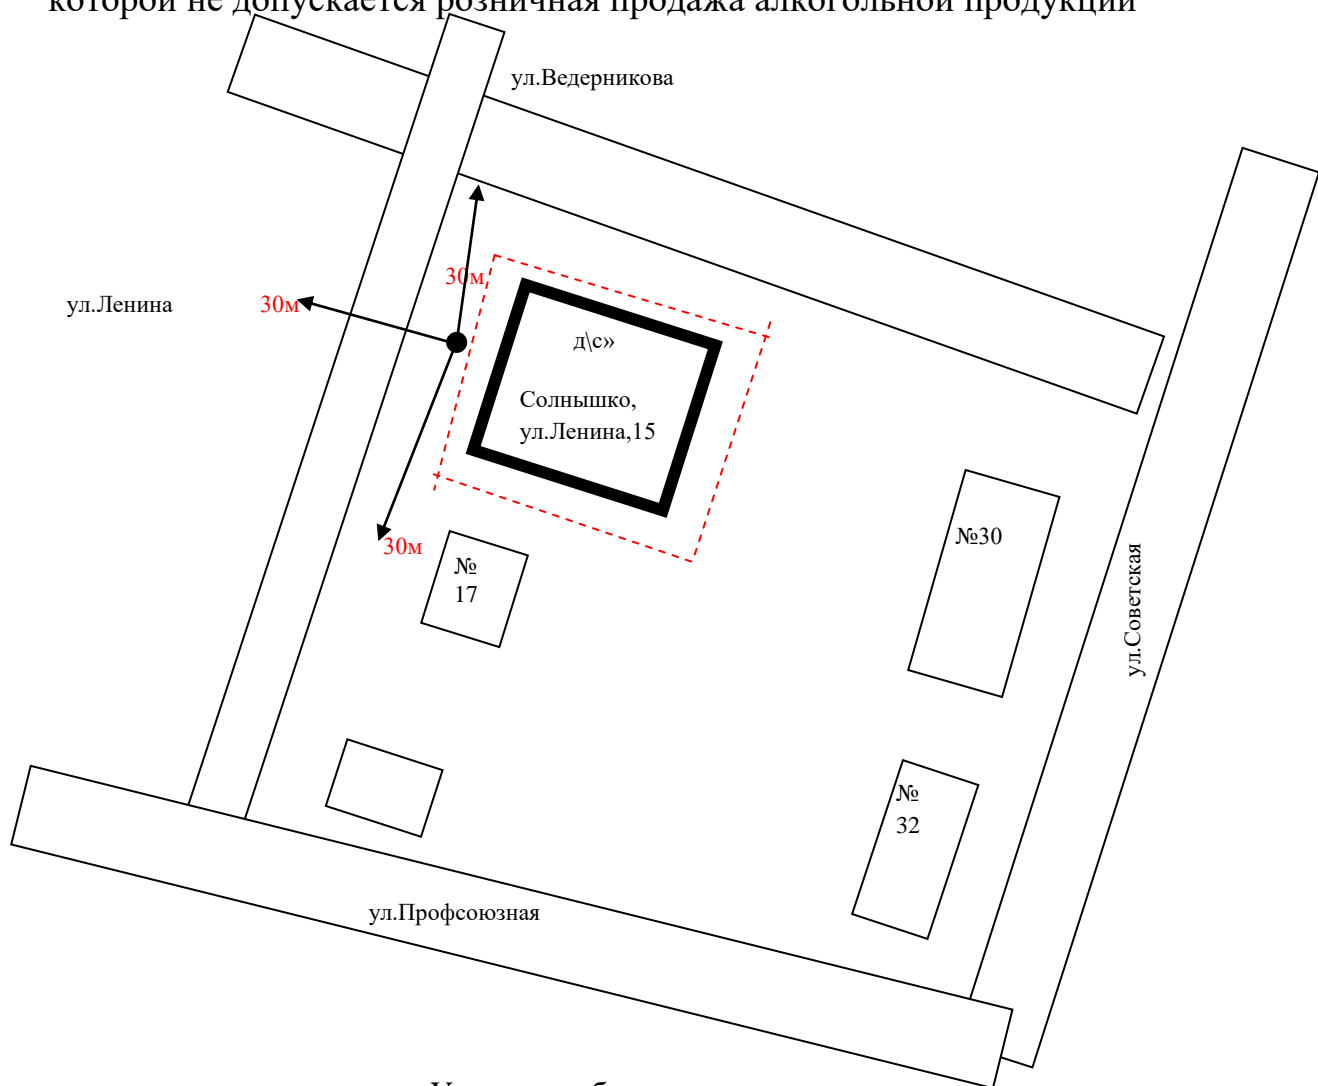 которой не допускается розничная продажа алкогольной продукции
ул.Ведерникова
30м
ул.Ленина
30м
д\с»
Солнышко,
ул.Ленина,15
30м
№
17
№30
ул.Советская
№
32
ул.Профсоюзная